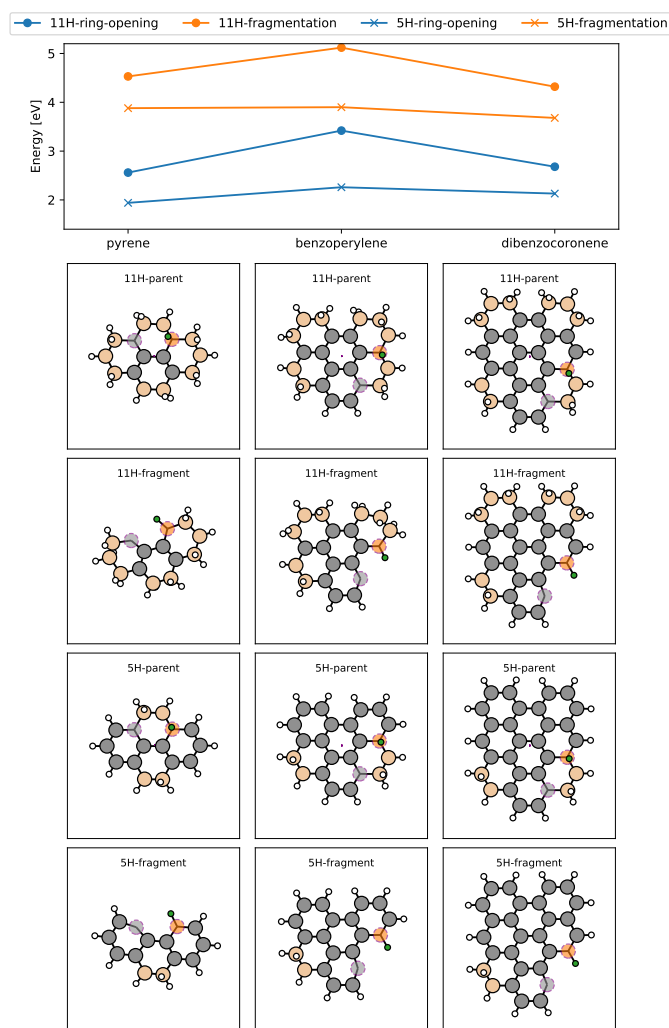 11H-ring-opening 11H-fragmentation 5H-ring-opening 5H-fragmentation
5
4
3
2
Energy [eV]
pyrene benzoperylene dibenzocoronene
11H-parent 11H-parent 11H-parent
11H-fragment 11H-fragment 11H-fragment
5H-parent 5H-parent 5H-parent
5H-fragment 5H-fragment 5H-fragment